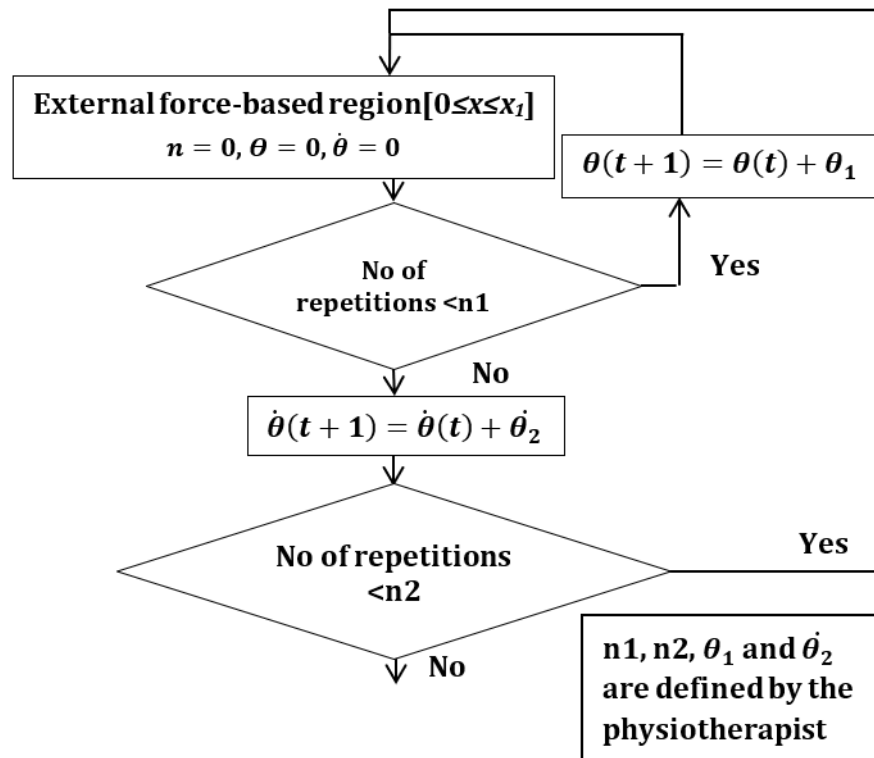 External force-based region[0≤x≤x₁]
n = 0, θ = 0, θ̇ = 0
θ(t + 1) = θ(t) + θ₁
No of
repetitions <n1
Yes
No
θ̇(t + 1) = θ̇(t) + θ̇₂
No of repetitions
<n2
Yes
No
n1, n2, θ₁ and θ̇₂
are defined by the
physiotherapist